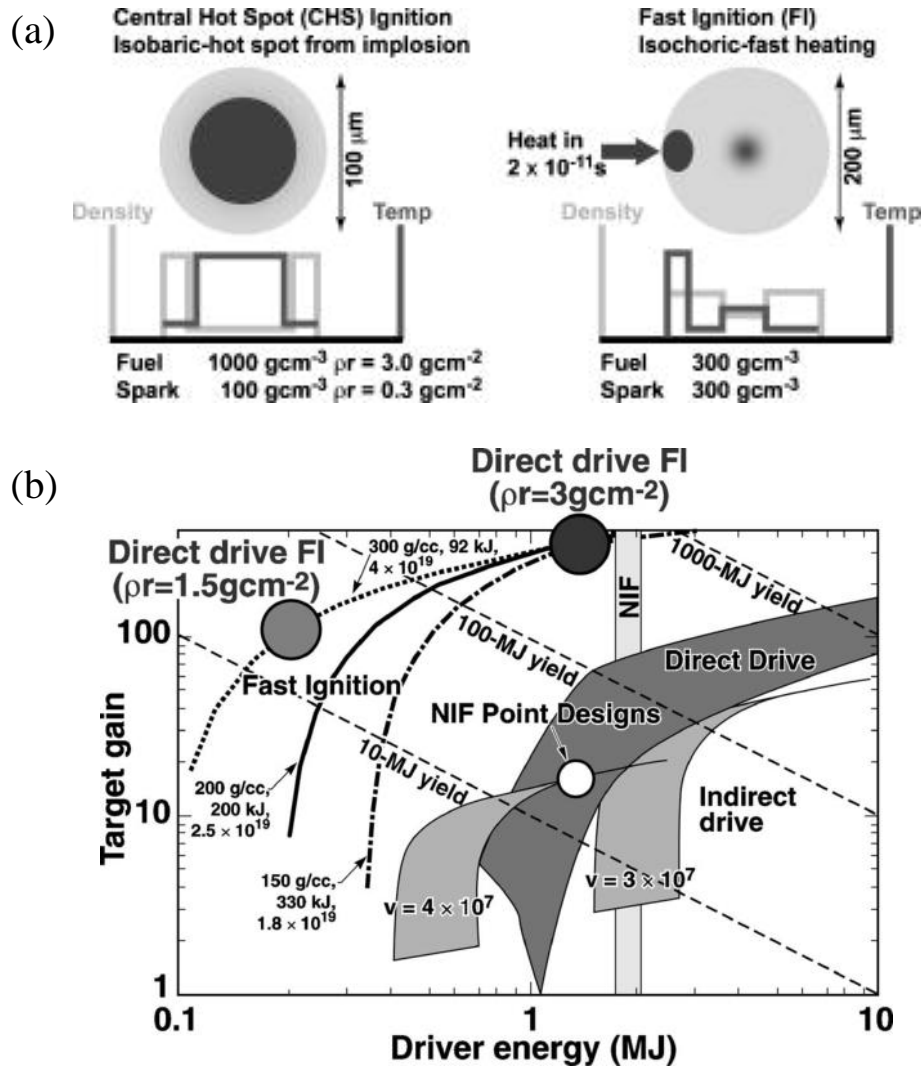 (a)
Central Hot Spot (CHS) Ignition
Isobaric-hot spot from implosion
100 μm
Density
Temp
Fuel 1000 gcm⁻³ ρr = 3.0 gcm⁻²
Spark 100 gcm⁻³ ρr = 0.3 gcm⁻²
Fast Ignition (FI)
Isochoric-fast heating
Heat in
2 x 10⁻¹¹s
200 μm
Density
Temp
Fuel 300 gcm⁻³
Spark 300 gcm⁻³
(b)
Direct drive FI
(ρr=3gcm⁻²)
Direct drive FI
(ρr=1.5gcm⁻²)
300 g/cc, 92 kJ,
4 × 10¹⁹
1000-MJ yield
NIF
100-MJ yield
Direct Drive
Fast Ignition
NIF Point Designs
10-MJ yield
200 g/cc,
200 kJ,
2.5 × 10¹⁹
Indirect
drive
150 g/cc,
330 kJ,
1.8 × 10¹⁹
v = 4 × 10⁷
v = 3 × 10⁷
Target gain
100
10
1
0.1
1
10
Driver energy (MJ)